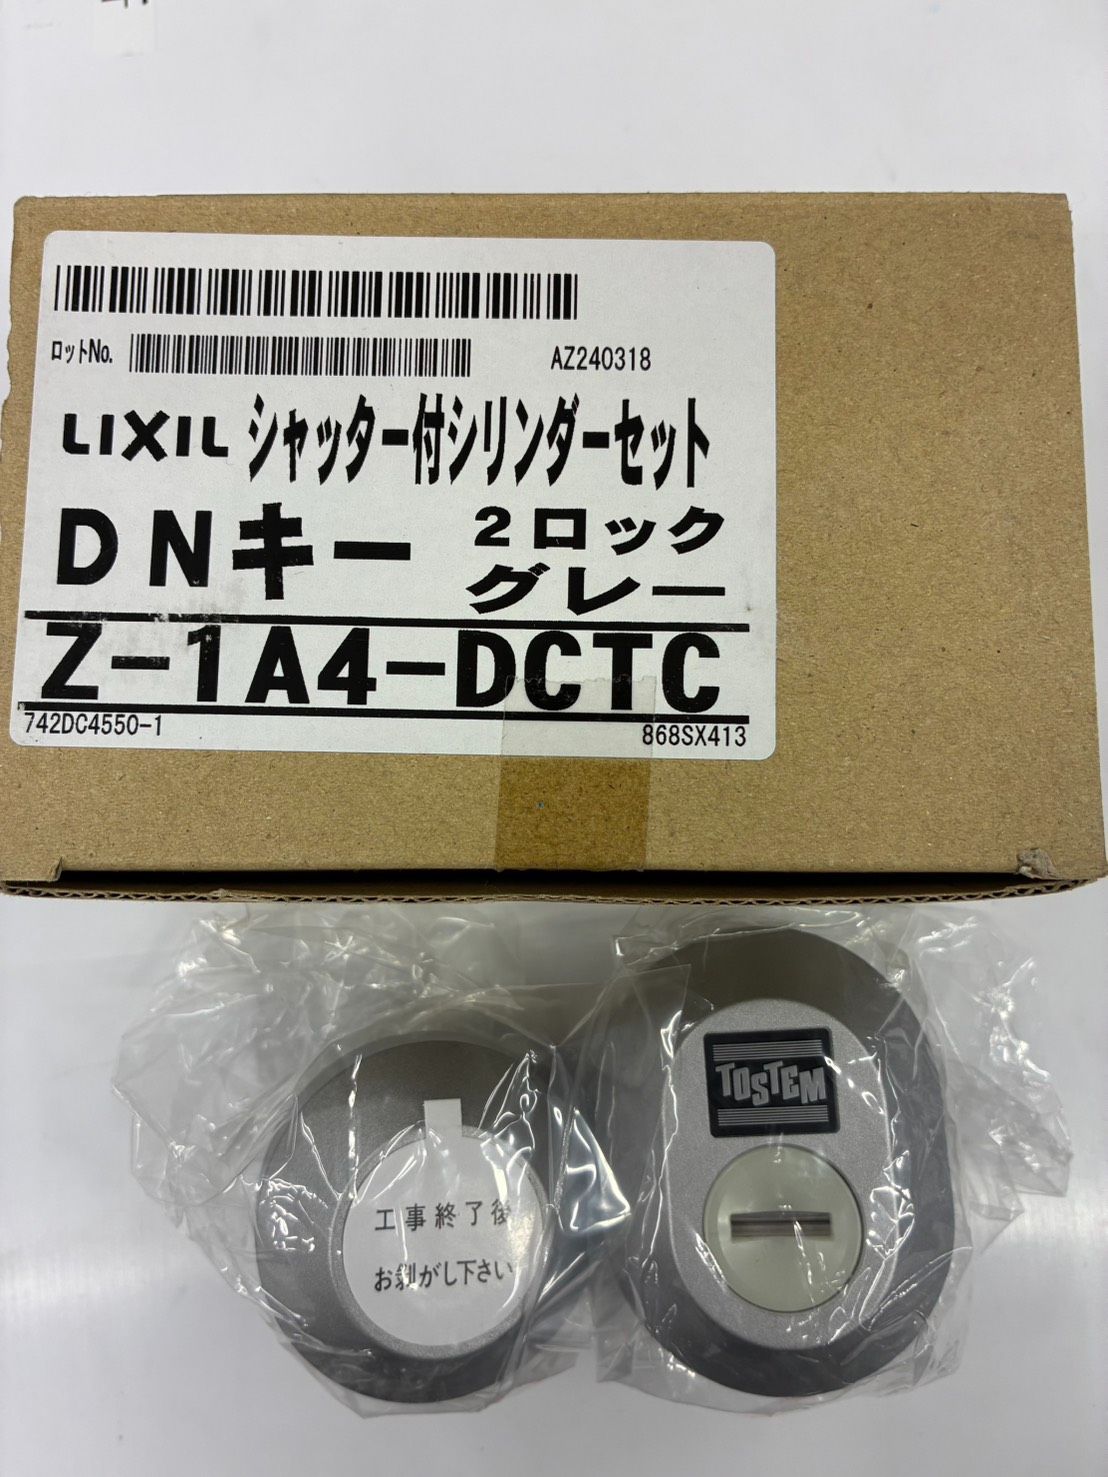 ロットNo.
AZ240318
LIXIL シャッター付シリンダーセット
DNキー 2ロック
グレー
Z-1A4-DCTC
742DC4550-1
868SX413
TOSTEM
工事終了後
お剝がし下さい